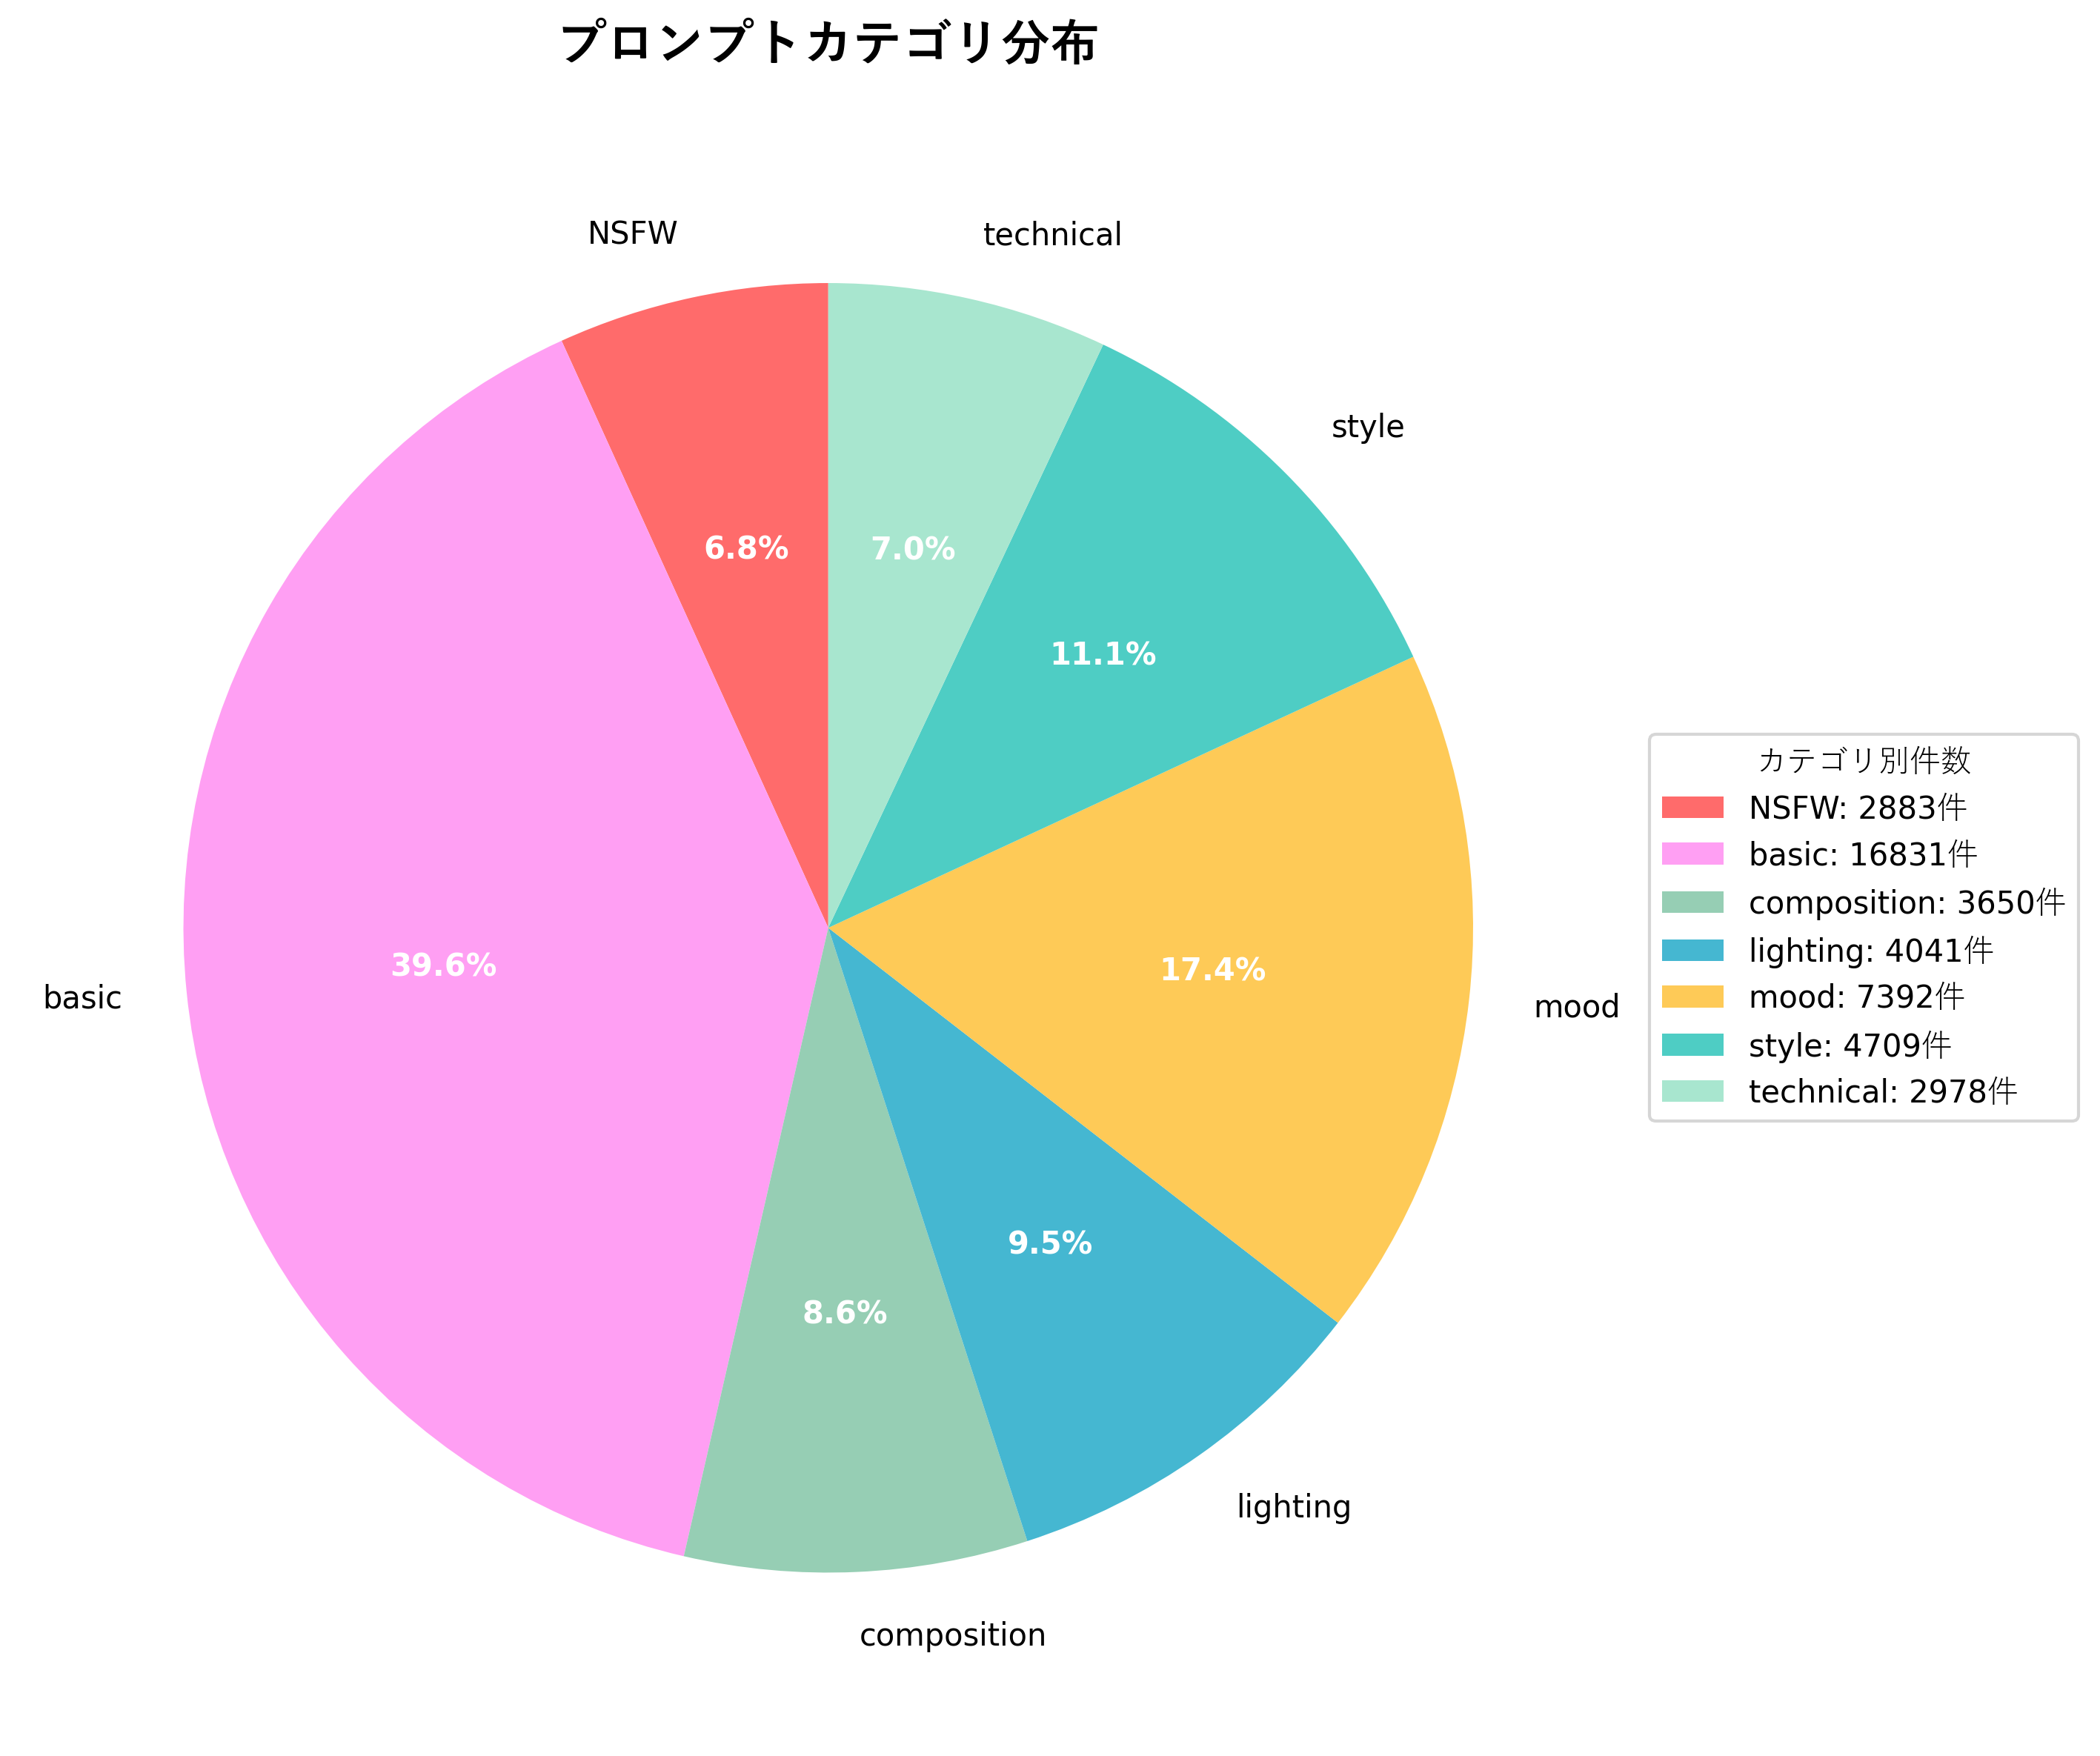 プロンプトカテゴリ分布
NSFW
technical
style
6.8%
7.0%
11.1%
39.6%
17.4%
basic
mood
9.5%
8.6%
lighting
composition
カテゴリ別件数
NSFW: 2883件
basic: 16831件
composition: 3650件
lighting: 4041件
mood: 7392件
style: 4709件
technical: 2978件